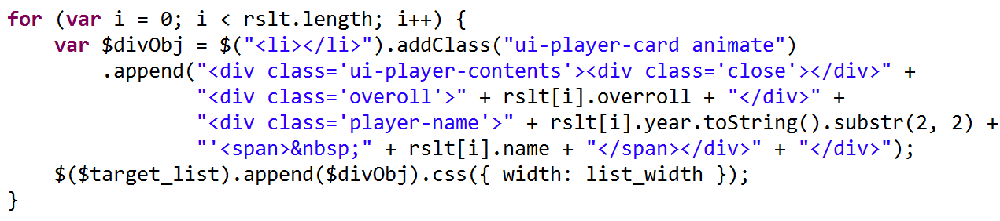 for (var i = 0; i < rslt.length; i++) {
    var $divObj = $("<li></li>").addClass("ui-player-card animate")
        .append("<div class='ui-player-contents'><div class='close'></div>" +
                "<div class='overoll'>" + rslt[i].overroll + "</div>" +
                "<div class='player-name'>" + rslt[i].year.toString().substr(2, 2) +
                "'<span>&nbsp;" + rslt[i].name + "</span></div>" + "</div>");
    $($target_list).append($divObj).css({ width: list_width });
}